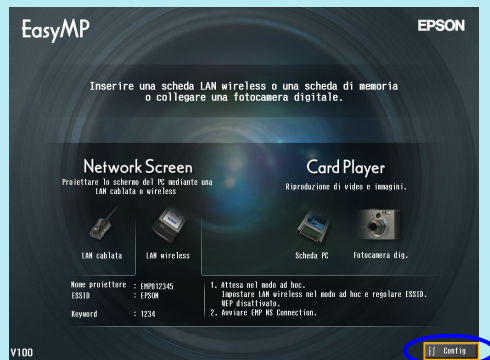 EasyMP
EPSON
Inserire una scheda LAN wireless o una scheda di memoria
o collegare una fotocamera digitale.
Network Screen
Proiettare lo schermo del PC mediante una
LAN cablata o wireless
LAN cablata
LAN wireless
Card Player
Riproduzione di video e immagini.
Scheda PC
Fotocamera dig.
Nome proiettore : EMP012345
ESSID : EPSON
Keyword : 1234
1. Attesa nel modo ad hoc.
Impostare LAN wireless nel modo ad hoc e regolare ESSID.
WEP disattivato.
2. Avviare EMP NS Connection.
V100
Config